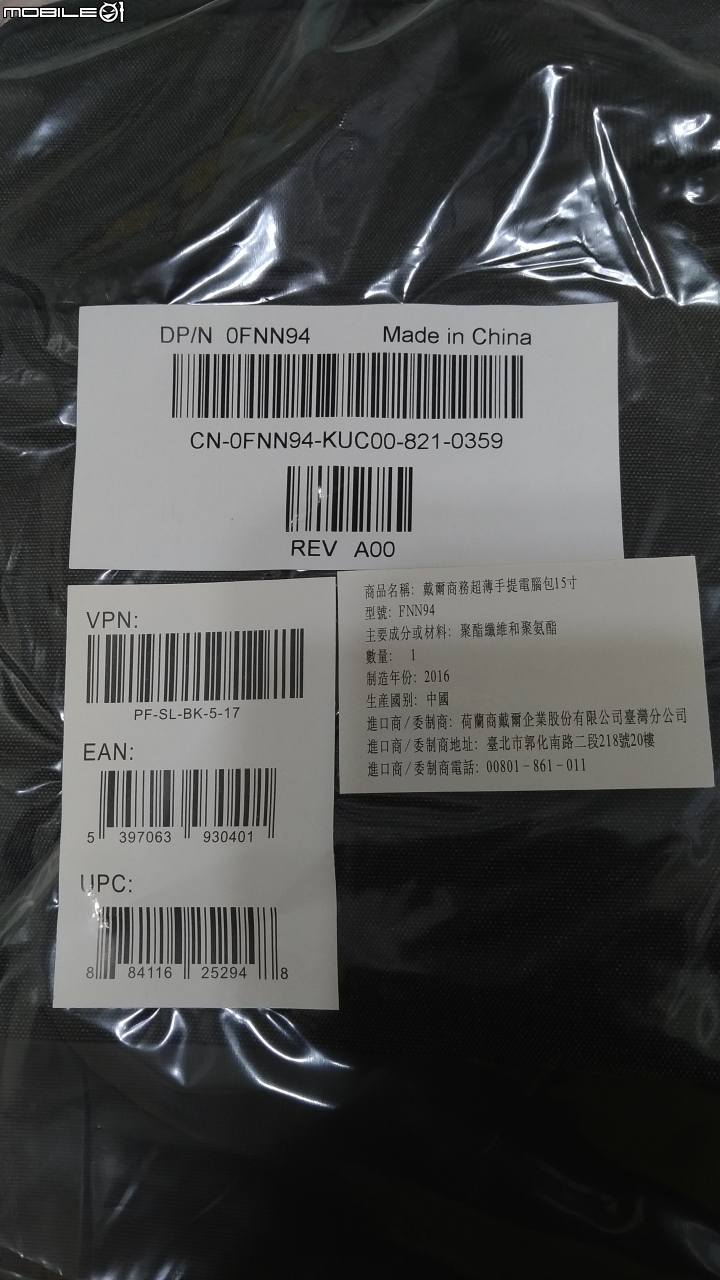 MOBILE01
DP/N 0FNN94 Made in China
CN-0FNN94-KUC00-821-0359
REV A00
VPN:
PF-SL-BK-5-17
EAN:
5 397063 930401
UPC:
8 84116 25294 8
商品名稱: 戴爾商務超薄手提電腦包15寸
型號: FNN94
主要成分或材料: 聚酯纖維和聚氨酯
數量: 1
制造年份: 2016
生産國别: 中國
進口商/委制商: 荷蘭商戴爾企業股份有限公司臺灣分公司
進口商/委制商地址: 臺北市郭化南路二段218號20樓
進口商/委制商電話: 00801-861-011